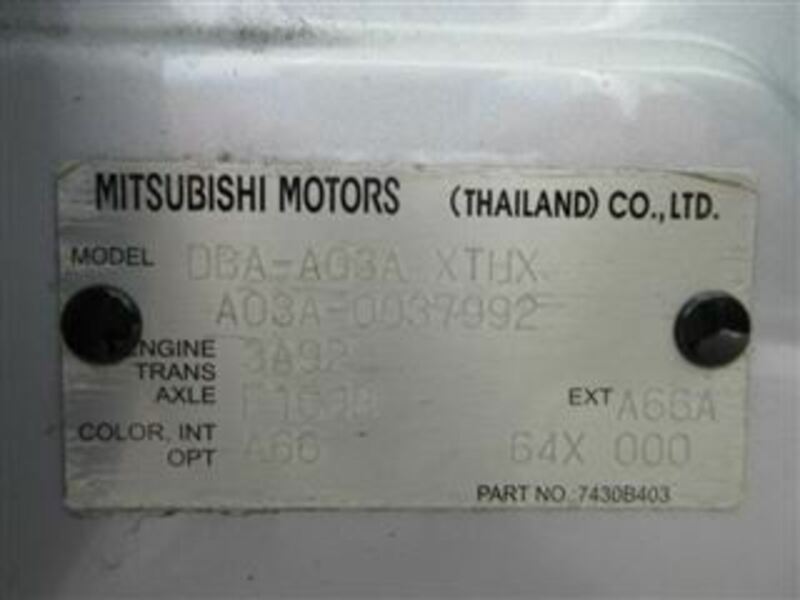 MITSUBISHI MOTORS (THAILAND) CO., LTD.
MODEL DBA-A03A XTHX
A03A-0037992
ENGINE 3A92
TRANS
AXLE
EXT A66A
COLOR, INT A66 64X 000
OPT
PART NO. 7430B403